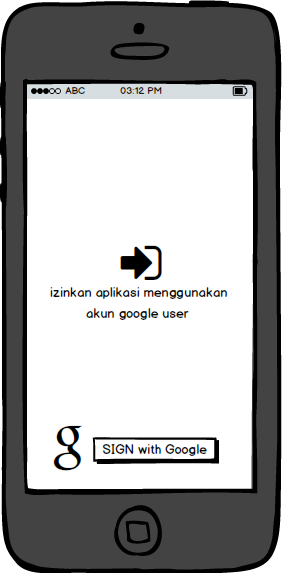 ABC 03:12 PM
izinkan aplikasi menggunakan
akun google user
g SIGN with Google